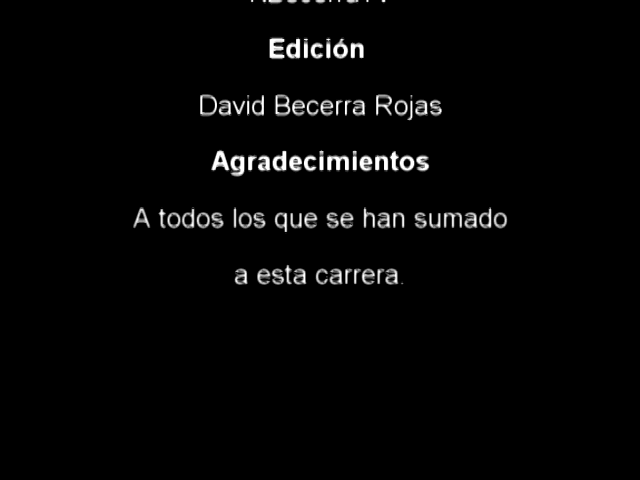 Edición
David Becerra Rojas
Agradecimientos
A todos los que se han sumado
a esta carrera.